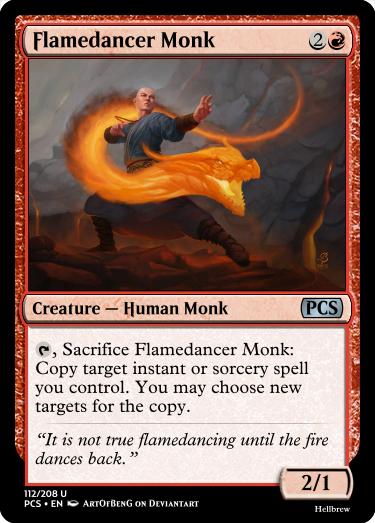 Flamedancer Monk 2
Creature — Human Monk PCS
, Sacrifice Flamedancer Monk:
Copy target instant or sorcery spell
you control. You may choose new
targets for the copy.
“It is not true flamedancing until the fire
dances back.”
2/1
112/208 U
PCS • EN ArtOfBenG on Deviantart
Hellbrew